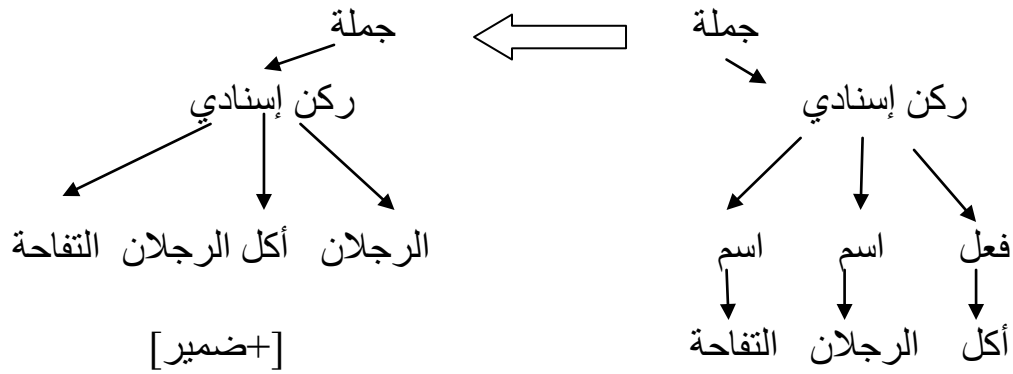 جملة جملة
ركن إسنادي ركن إسنادي
فعل اسم اسم الرجلان أكل الرجلان التفاحة
أكل الرجلان التفاحة [+ضمير]